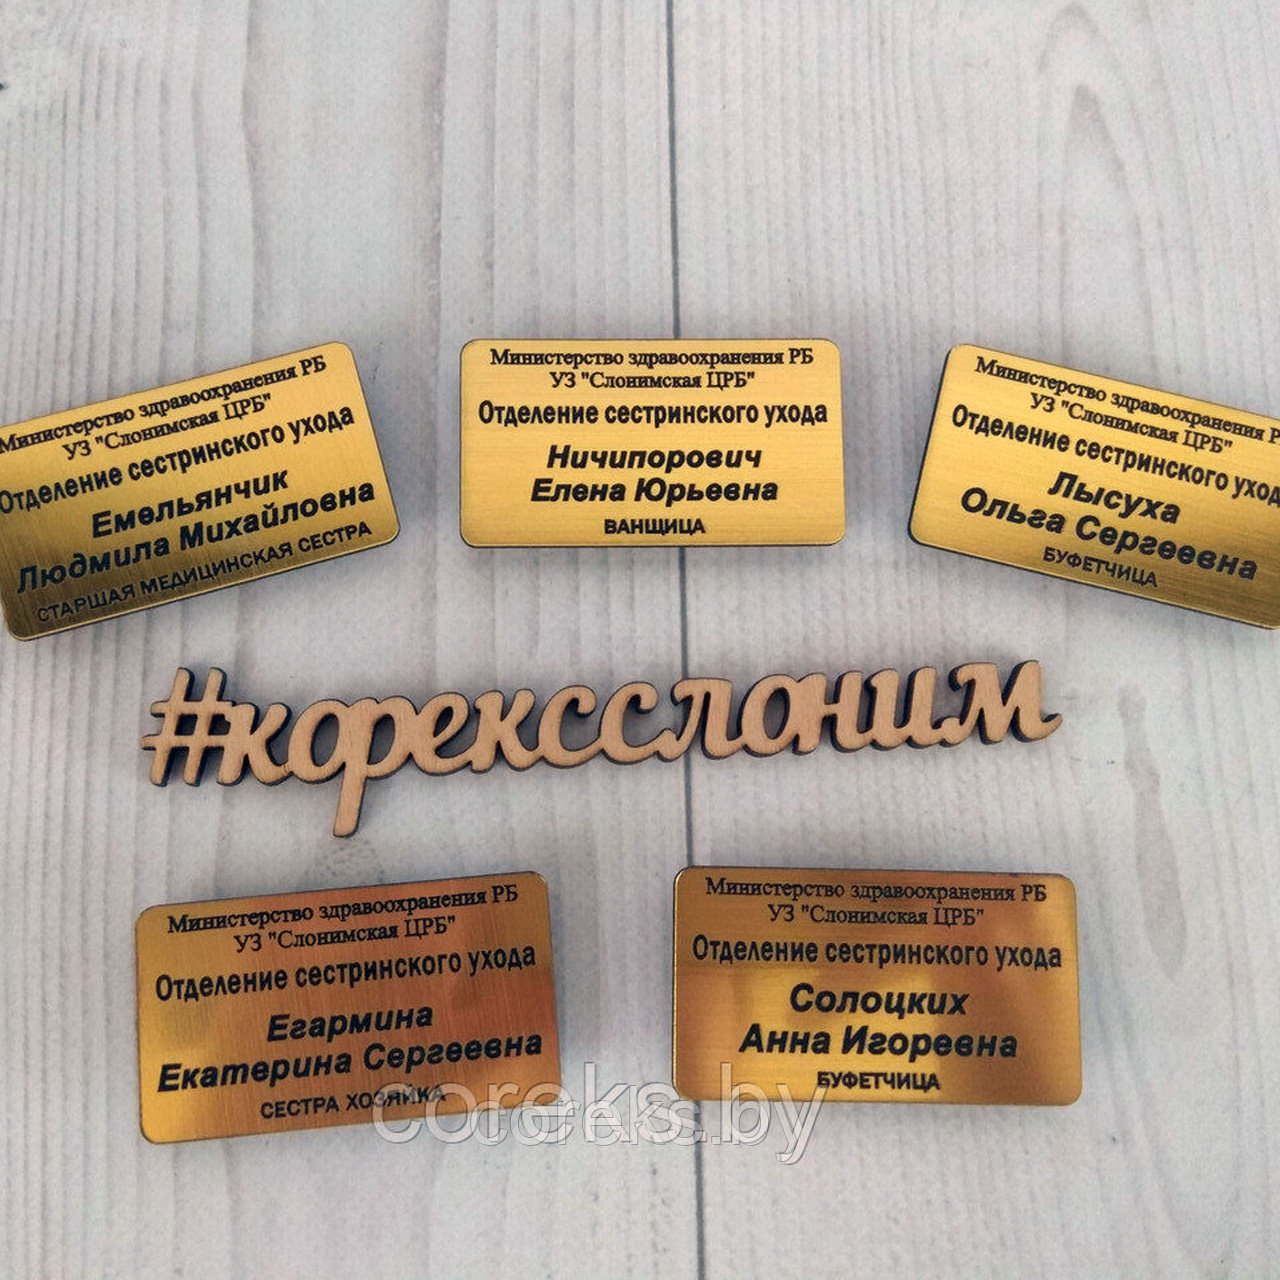 Министерство здравоохранения РБ
УЗ "Слонимская ЦРБ"
Отделение сестринского ухода
Емельянчик
Людмила Михайловна
СТАРШАЯ МЕДИЦИНСКАЯ СЕСТРА
Министерство здравоохранения РБ
УЗ "Слонимская ЦРБ"
Отделение сестринского ухода
Ничипорович
Елена Юрьевна
ВАНЩИЦА
Министерство здравоохранения РБ
УЗ "Слонимская ЦРБ"
Отделение сестринского ухода
Лысуха
Ольга Сергеевна
БУФЕТЧИЦА
#корексслоним
Министерство здравоохранения РБ
УЗ "Слонимская ЦРБ"
Отделение сестринского ухода
Егармина
Екатерина Сергеевна
СЕСТРА ХОЗЯЙКА
Министерство здравоохранения РБ
УЗ "Слонимская ЦРБ"
Отделение сестринского ухода
Солоцких
Анна Игоревна
БУФЕТЧИЦА
coreks.by